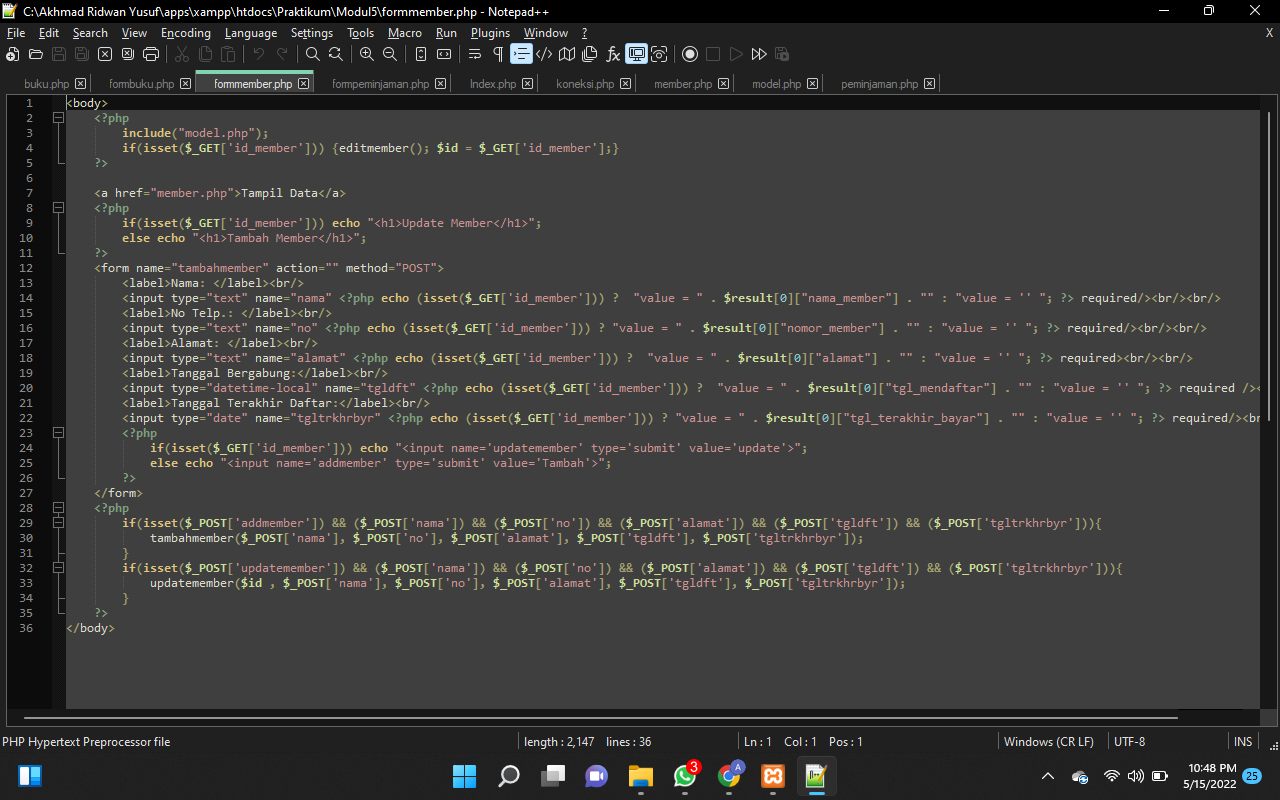 C:\Akhmad Ridwan Yusuf\apps\xampp\htdocs\Praktikum\Modul5\formmember.php - Notepad++
File Edit Search View Encoding Language Settings Tools Macro Run Plugins Window ? X
buku.php formbuku.php formmember.php formpeminjaman.php Index.php koneksi.php member.php model.php peminjaman.php
1 <body>
2 <?php
3 include("model.php");
4 if(isset($_GET['id_member'])) {editmember(); $id = $_GET['id_member'];}
5 ?>
6
7 <a href="member.php">Tampil Data</a>
8 <?php
9 if(isset($_GET['id_member'])) echo "<h1>Update Member</h1>";
10 else echo "<h1>Tambah Member</h1>";
11 ?>
12 <form name="tambahmember" action="" method="POST">
13 <label>Nama: </label><br/>
14 <input type="text" name="nama" <?php echo (isset($_GET['id_member'])) ?  "value = " . $result[0]["nama_member"] . "" : "value = '' "; ?> required/><br/><br/>
15 <label>No Telp.: </label><br/>
16 <input type="text" name="no" <?php echo (isset($_GET['id_member'])) ? "value = " . $result[0]["nomor_member"] . "" : "value = '' "; ?> required/><br/><br/>
17 <label>Alamat: </label><br/>
18 <input type="text" name="alamat" <?php echo (isset($_GET['id_member'])) ?  "value = " . $result[0]["alamat"] . "" : "value = '' "; ?> required><br/><br/>
19 <label>Tanggal Bergabung:</label><br/>
20 <input type="datetime-local" name="tgldft" <?php echo (isset($_GET['id_member'])) ?  "value = " . $result[0]["tgl_mendaftar"] . "" : "value = '' "; ?> required /><
21 <label>Tanggal Terakhir Daftar:</label><br/>
22 <input type="date" name="tgltrkhrbyr" <?php echo (isset($_GET['id_member'])) ? "value = " . $result[0]["tgl_terakhir_bayar"] . "" : "value = '' "; ?> required/><br
23 <?php
24 if(isset($_GET['id_member'])) echo "<input name='updatemember' type='submit' value='update'>";
25 else echo "<input name='addmember' type='submit' value='Tambah'>";
26 ?>
27 </form>
28 <?php
29 if(isset($_POST['addmember']) && ($_POST['nama']) && ($_POST['no']) && ($_POST['alamat']) && ($_POST['tgldft']) && ($_POST['tgltrkhrbyr'])){
30 tambahmember($_POST['nama'], $_POST['no'], $_POST['alamat'], $_POST['tgldft'], $_POST['tgltrkhrbyr']);
31 }
32 if(isset($_POST['updatemember']) && ($_POST['nama']) && ($_POST['no']) && ($_POST['alamat']) && ($_POST['tgldft']) && ($_POST['tgltrkhrbyr'])){
33 updatemember($id , $_POST['nama'], $_POST['no'], $_POST['alamat'], $_POST['tgldft'], $_POST['tgltrkhrbyr']);
34 }
35 ?>
36 </body>
PHP Hypertext Preprocessor file length : 2,147 lines : 36 Ln : 1 Col : 1 Pos : 1 Windows (CR LF) UTF-8 INS
3 A 10:48 PM
5/15/2022 25